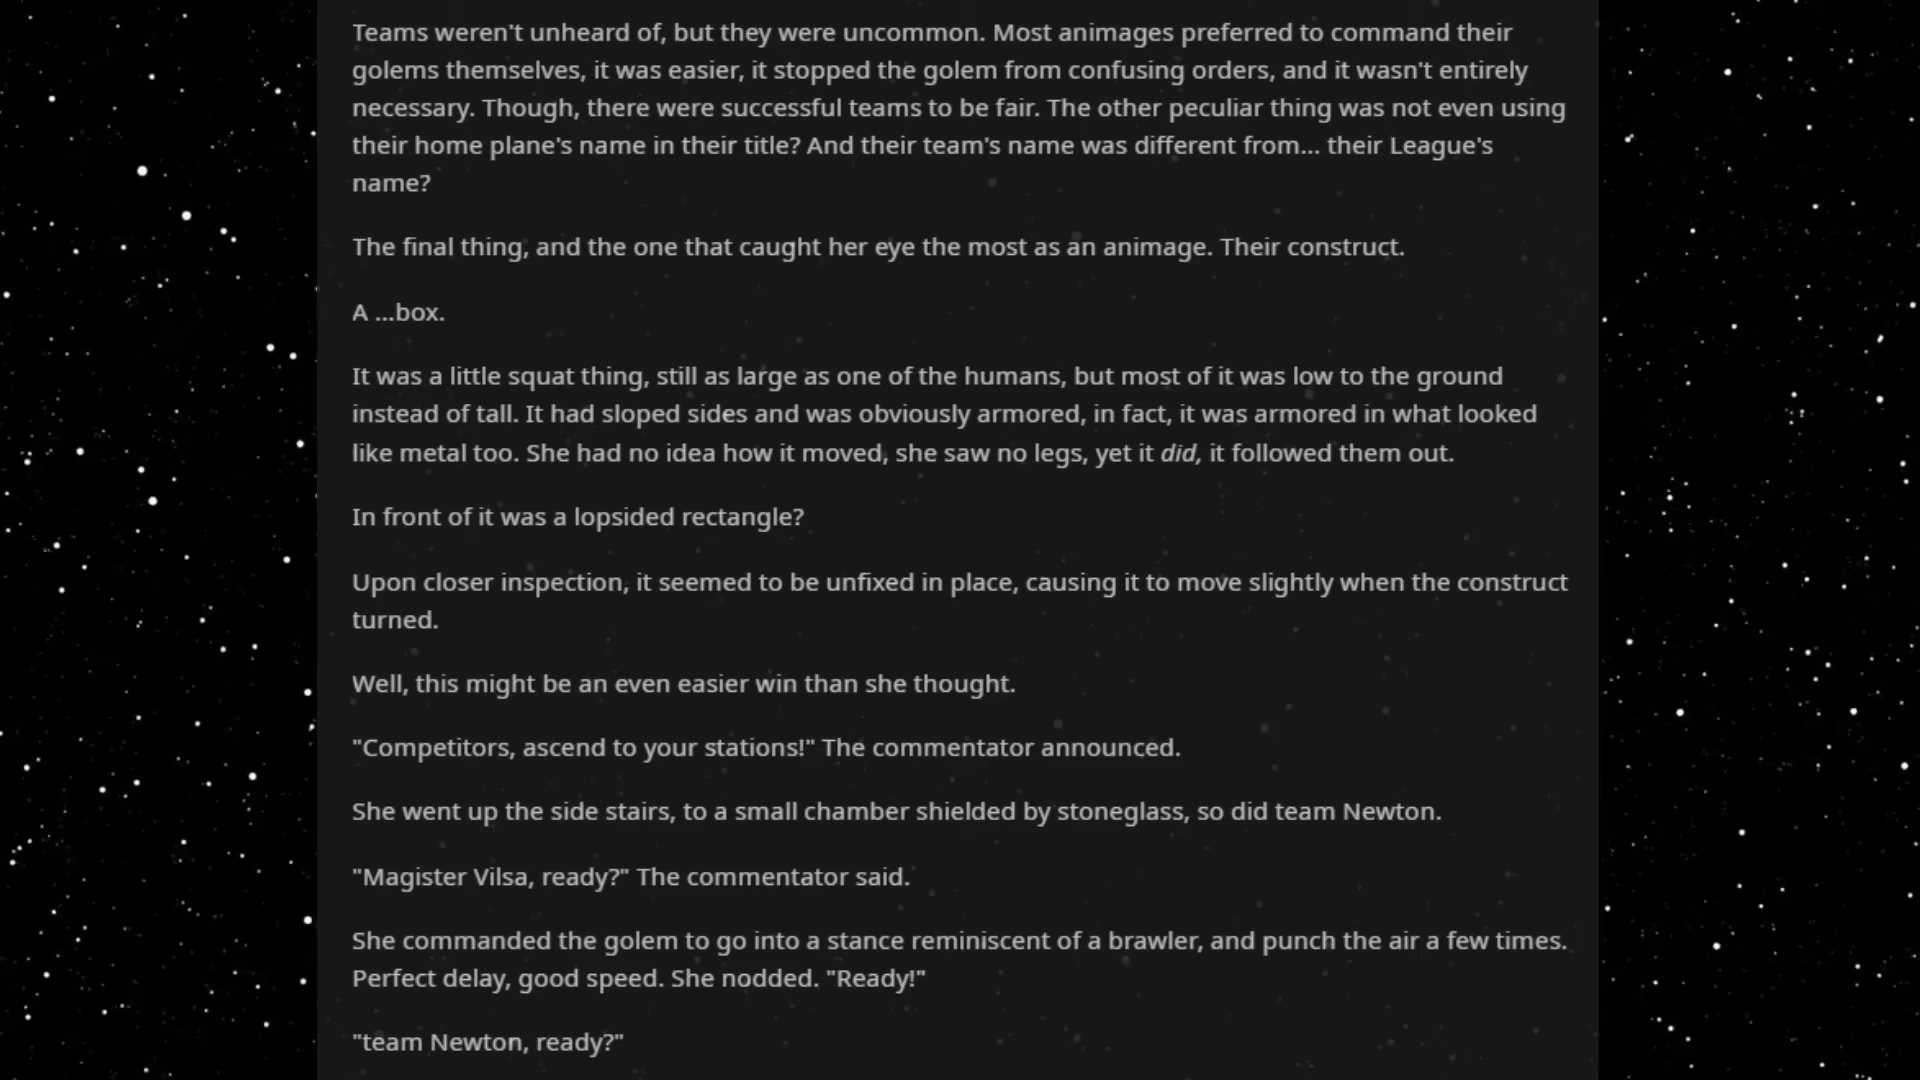 Teams weren't unheard of, but they were uncommon. Most animages preferred to command their
golems themselves, it was easier, it stopped the golem from confusing orders, and it wasn't entirely
necessary. Though, there were successful teams to be fair. The other peculiar thing was not even using
their home plane's name in their title? And their team's name was different from... their League's
name?
The final thing, and the one that caught her eye the most as an animage. Their construct.
A ...box.
It was a little squat thing, still as large as one of the humans, but most of it was low to the ground
instead of tall. It had sloped sides and was obviously armored, in fact, it was armored in what looked
like metal too. She had no idea how it moved, she saw no legs, yet it did, it followed them out.
In front of it was a lopsided rectangle?
Upon closer inspection, it seemed to be unfixed in place, causing it to move slightly when the construct
turned.
Well, this might be an even easier win than she thought.
"Competitors, ascend to your stations!" The commentator announced.
She went up the side stairs, to a small chamber shielded by stoneglass, so did team Newton.
"Magister Vilsa, ready?" The commentator said.
She commanded the golem to go into a stance reminiscent of a brawler, and punch the air a few times.
Perfect delay, good speed. She nodded. "Ready!"
"team Newton, ready?"